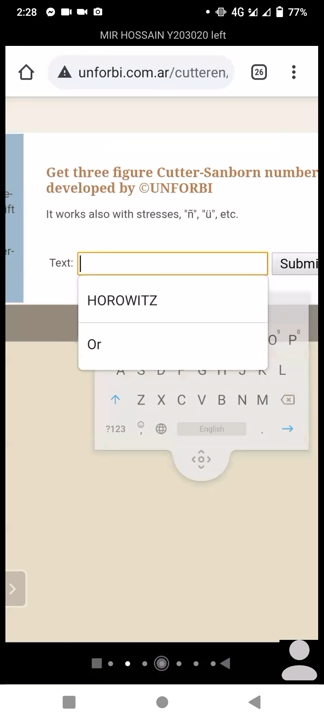 2:28
4G
77%
MIR HOSSAIN Y203020 left
unforbi.com.ar/cutteren,
26
Get three figure Cutter-Sanborn number
developed by ©UNFORBI
It works also with stresses, "ñ", "ü", etc.
Text:
Submi
HOROWITZ
Or
O P
A S D F G H J K L
Z X C V B N M
?123 , English .